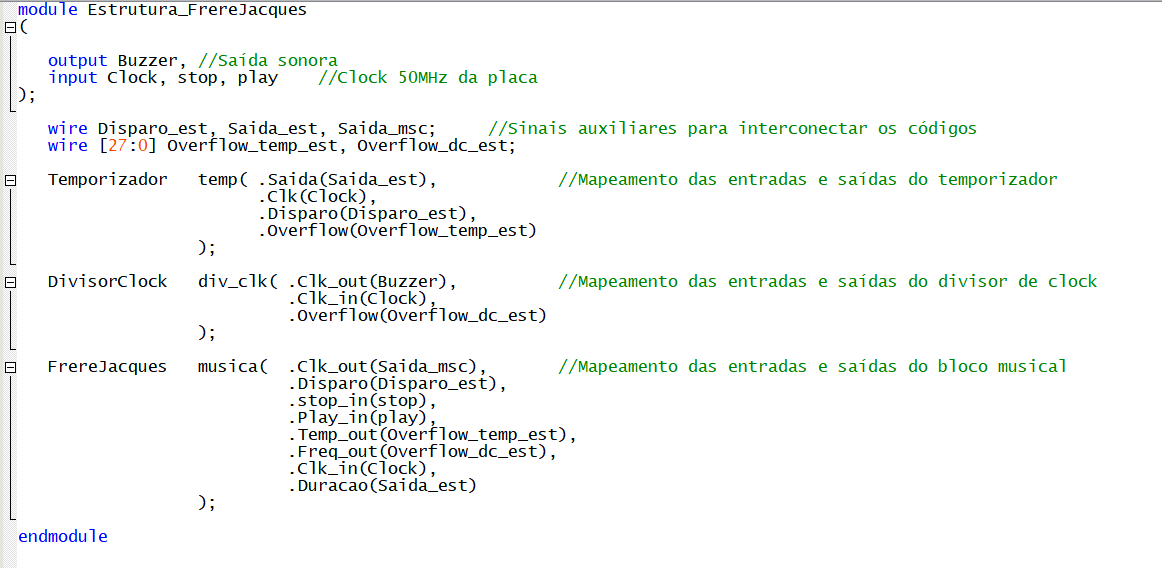 module Estrutura_FrereJacques
(
output Buzzer, //Saída sonora
input Clock, stop, play //Clock 50MHz da placa
);
wire Disparo_est, Saida_est, Saida_msc; //Sinais auxiliares para interconectar os códigos
wire [27:0] Overflow_temp_est, Overflow_dc_est;
Temporizador temp( .Saida(Saida_est), //Mapeamento das entradas e saídas do temporizador
.Clk(Clock),
.Disparo(Disparo_est),
.Overflow(Overflow_temp_est)
);
DivisorClock div_clk( .Clk_out(Buzzer), //Mapeamento das entradas e saídas do divisor de clock
.Clk_in(Clock),
.Overflow(Overflow_dc_est)
);
FrereJacques musica( .Clk_out(Saida_msc), //Mapeamento das entradas e saídas do bloco musical
.Disparo(Disparo_est),
.stop_in(stop),
.Play_in(play),
.Temp_out(Overflow_temp_est),
.Freq_out(Overflow_dc_est),
.Clk_in(Clock),
.Duracao(Saida_est)
);
endmodule